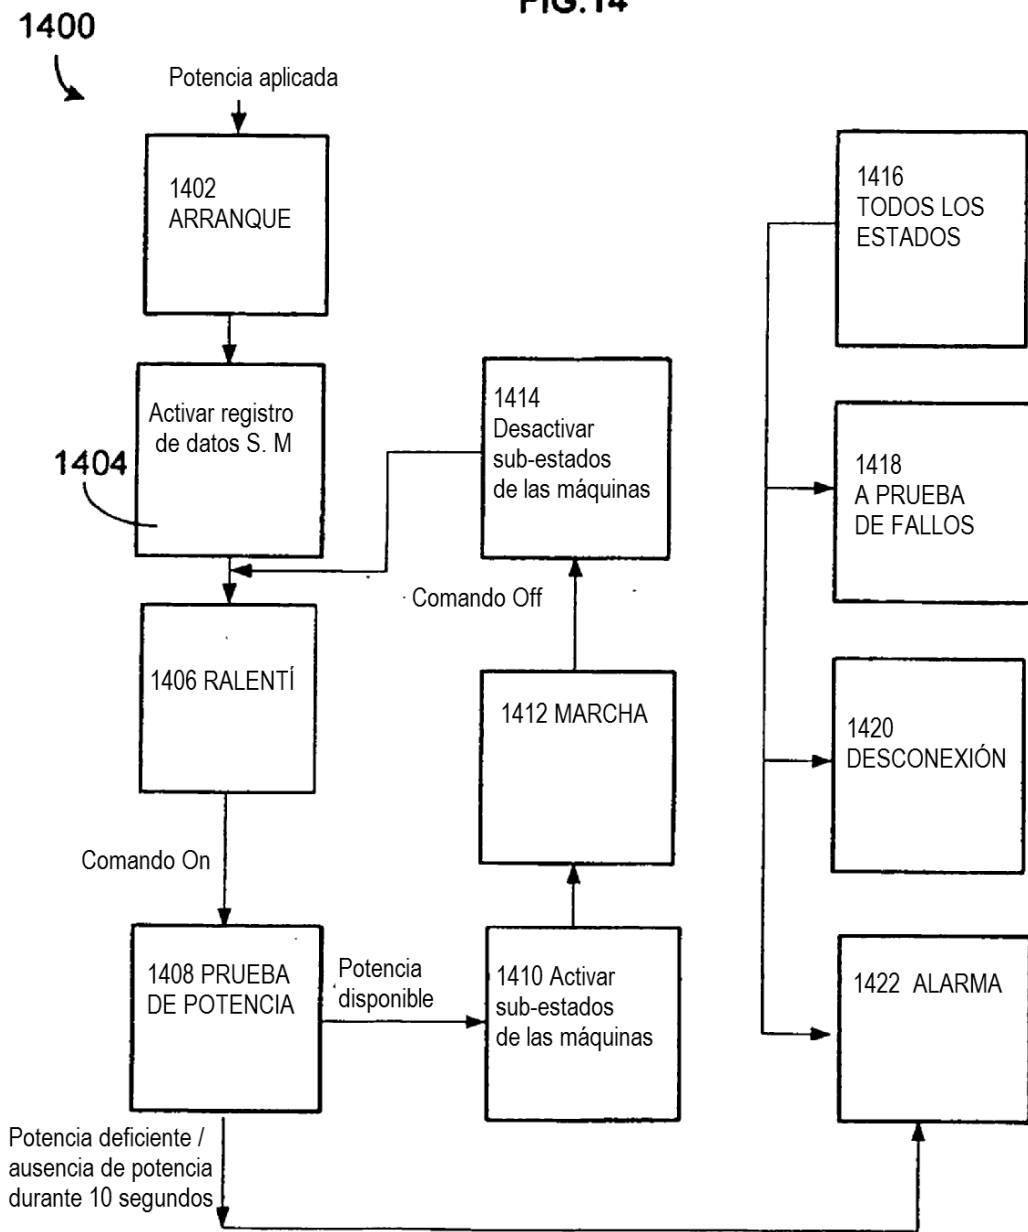 FIG.14
1400
Potencia aplicada
1402
ARRANQUE
Activar registro
de datos S. M
1404
1406 RALENTÍ
Comando On
1408 PRUEBA
DE POTENCIA
Potencia
disponible
Potencia deficiente /
ausencia de potencia
durante 10 segundos
1410 Activar
sub-estados
de las máquinas
1412 MARCHA
Comando Off
1414
Desactivar
sub-estados
de las máquinas
1416
TODOS LOS
ESTADOS
1418
A PRUEBA
DE FALLOS
1420
DESCONEXIÓN
1422 ALARMA